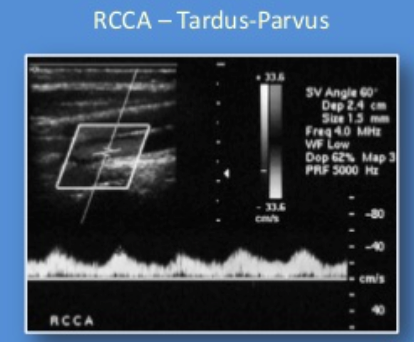 RCCA – Tardus-Parvus
+ 33.6
SV Angle 60°
Dep 2.4 cm
Size 1.5 mm
Freq 4.0 MHz
WF Low
Dop 62% Map 3
PRF 5000 Hz
- 33.6
cm/s
-80
-40
cm/s
40
RCCA